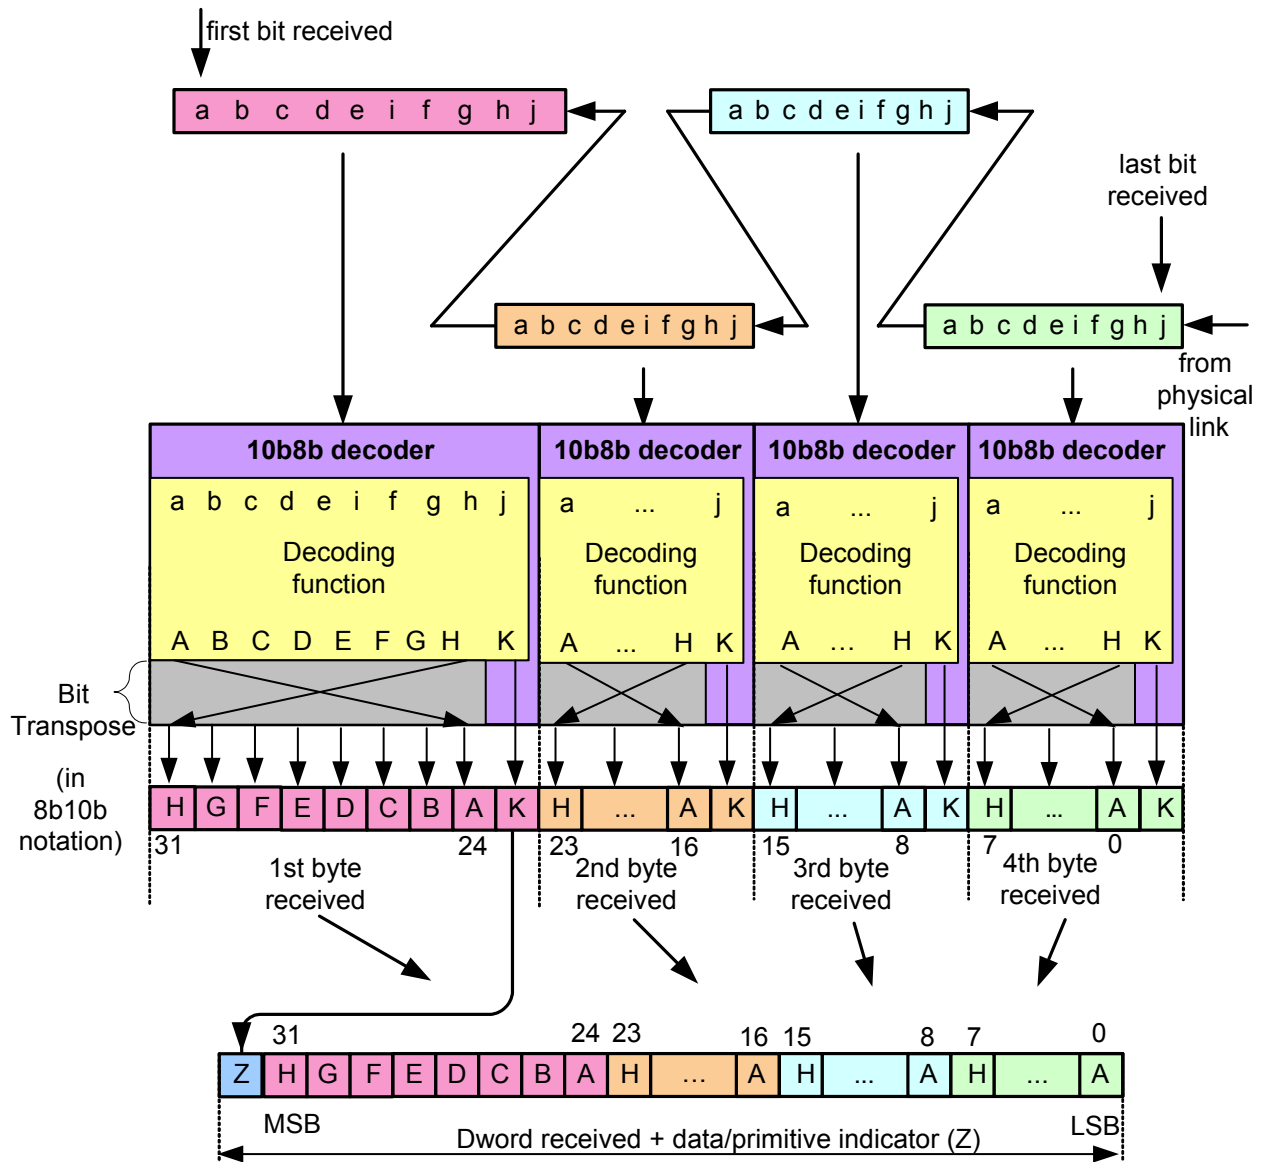 first bit received
a b c d e i f g h j
a b c d e i f g h j
last bit
received
a b c d e i f g h j
a b c d e i f g h j
from
physical
link
10b8b decoder 10b8b decoder 10b8b decoder 10b8b decoder
a b c d e i f g h j a ... j a ... j a ... j
Decoding
function
Decoding
function
Decoding
function
Decoding
function
A B C D E F G H K A ... H K A ... H K A ... H K
Bit
Transpose
(in
8b10b
notation)
H G F E D C B A K H ... A K H ... A K H ... A K
31 24 23 16 15 8 7 0
1st byte
received
2nd byte
received
3rd byte
received
4th byte
received
31 24 23 16 15 8 7 0
Z H G F E D C B A H ... A H ... A H ... A
MSB LSB
Dword received + data/primitive indicator (Z)